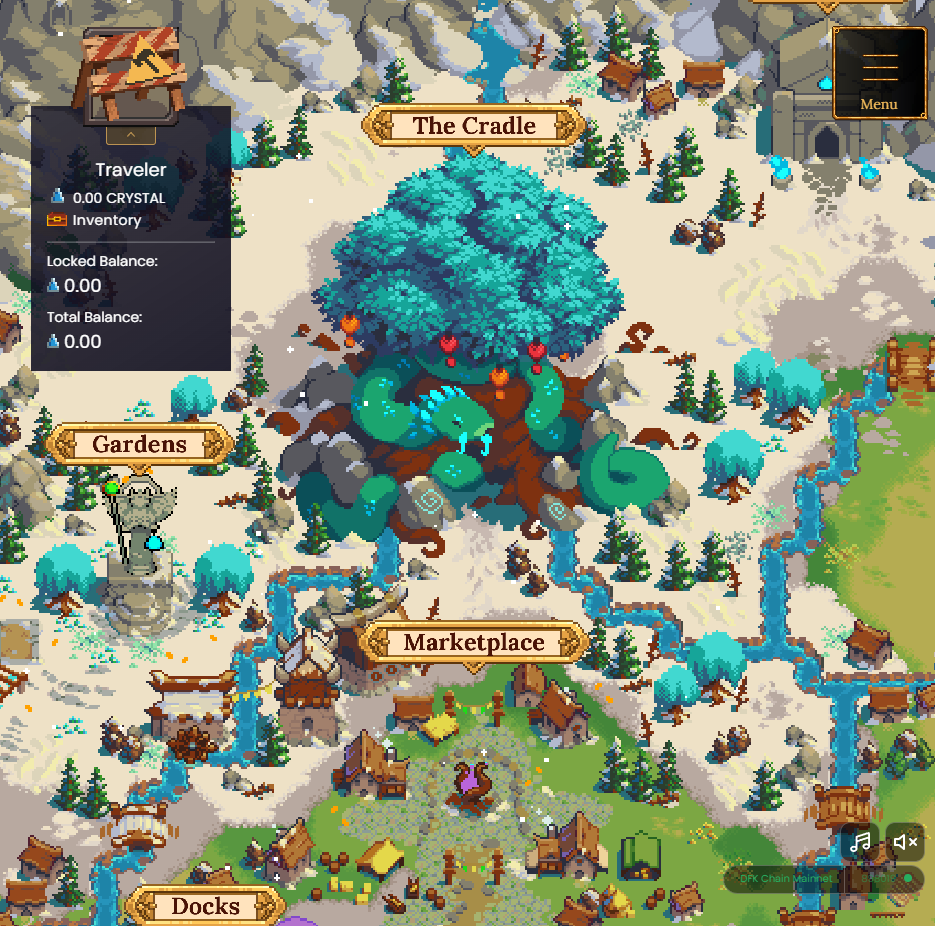 The Cradle
Menu
Traveler
0.00 CRYSTAL
Inventory
Locked Balance:
0.00
Total Balance:
0.00
Gardens
Marketplace
DFK Chain Mainnet
Docks